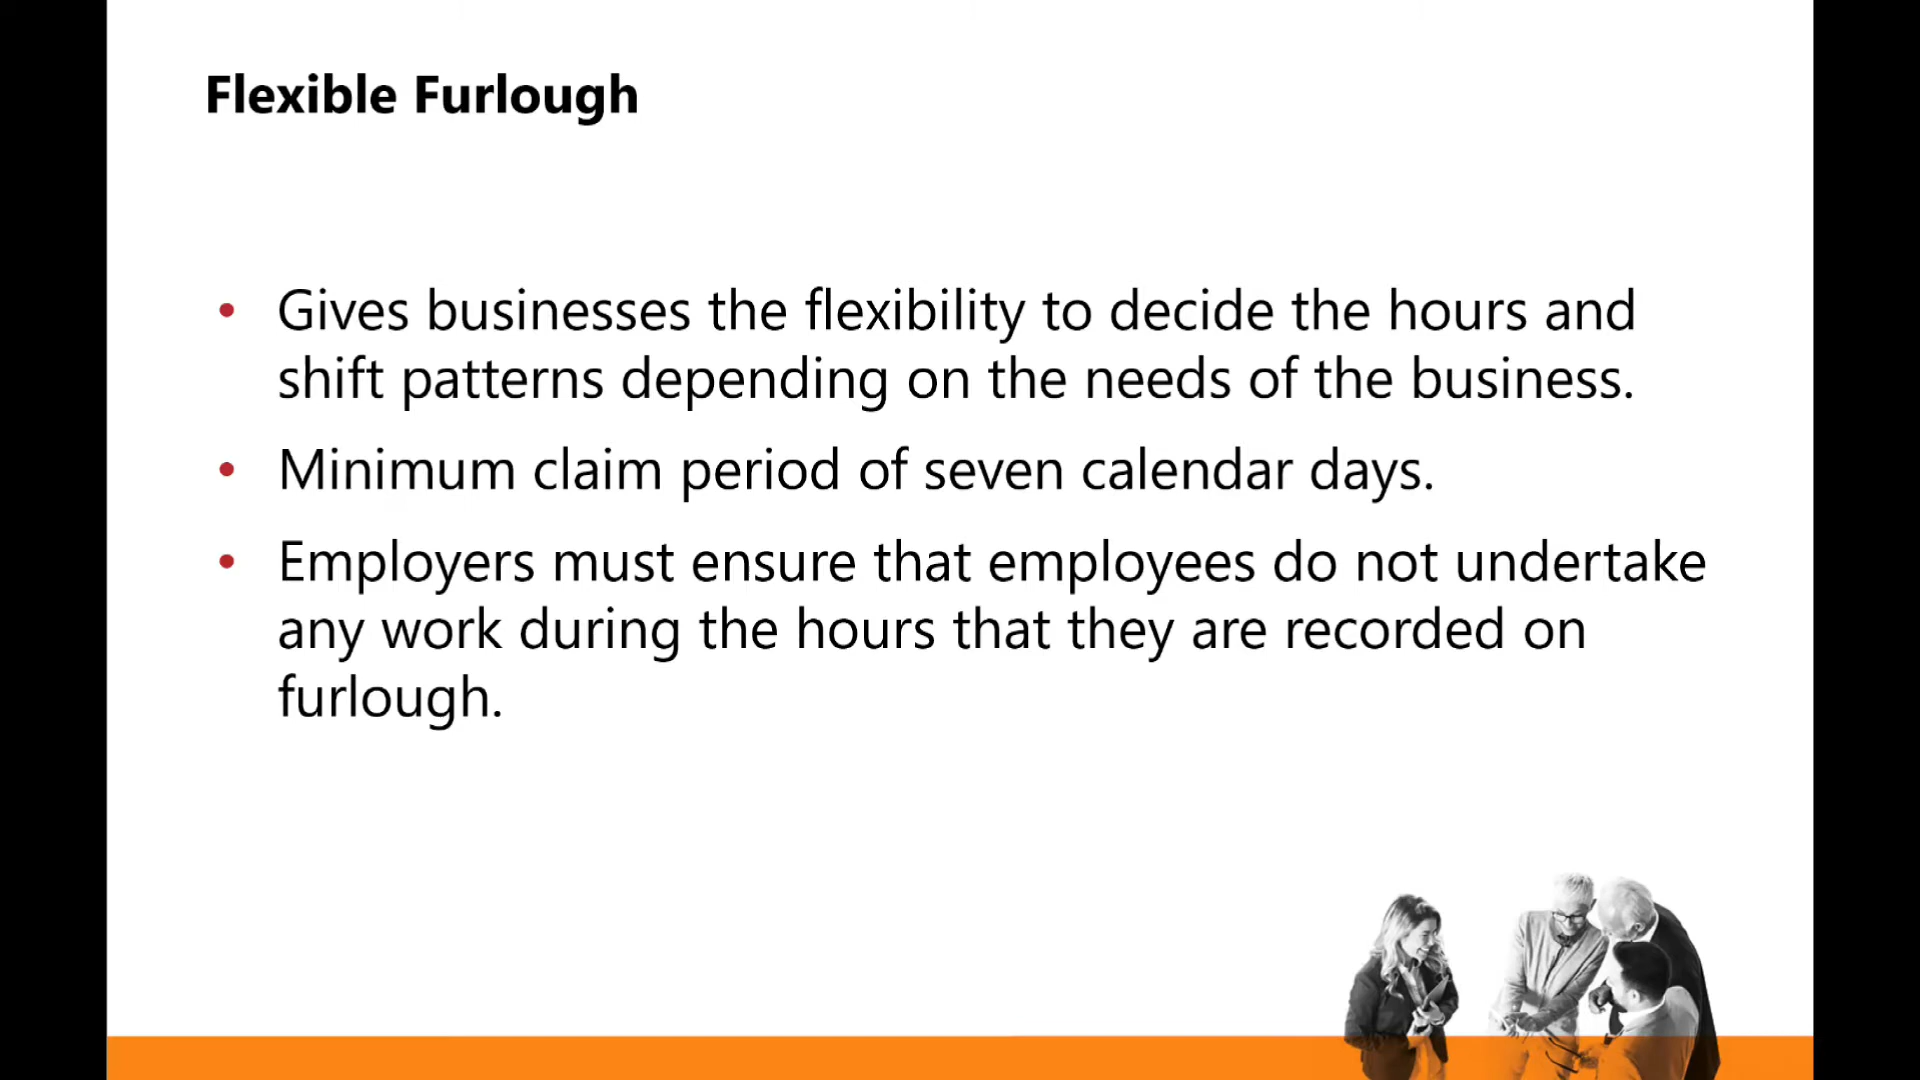 Flexible Furlough
• Gives businesses the flexibility to decide the hours and
shift patterns depending on the needs of the business.
• Minimum claim period of seven calendar days.
• Employers must ensure that employees do not undertake
any work during the hours that they are recorded on
furlough.